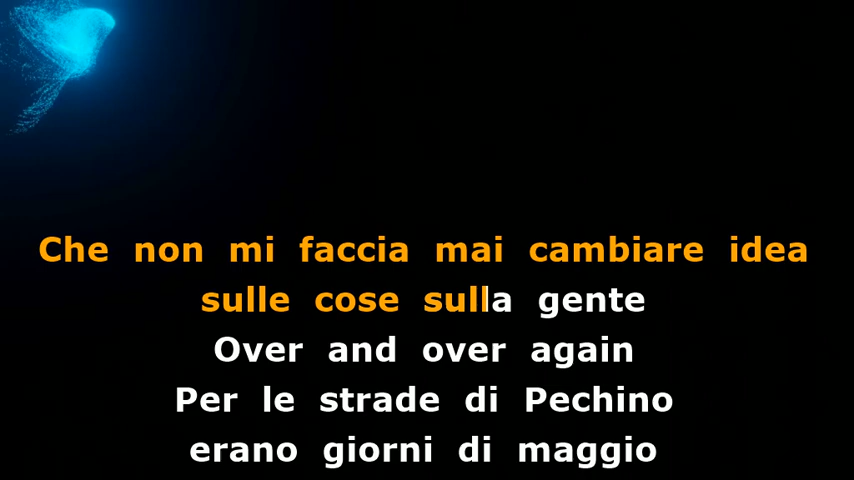 Che non mi faccia mai cambiare idea
sulle cose sulla gente
Over and over again
Per le strade di Pechino
erano giorni di maggio